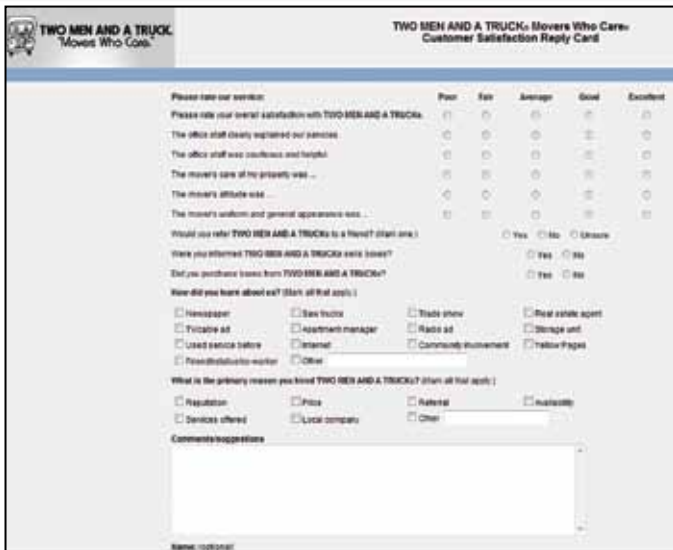 TWO MEN AND A TRUCK.
"Movers Who Care."
TWO MEN AND A TRUCK® Movers Who Care®
Customer Satisfaction Reply Card
Please rate our service: Poor Fair Average Good Excellent
Please rate your overall satisfaction with TWO MEN AND A TRUCK®.
The office staff clearly explained our services.
The office staff was courteous and helpful.
The mover's care of my property was ...
The mover's attitude was ...
The mover's uniform and general appearance was ...
Would you refer TWO MEN AND A TRUCK® to a friend? (Mark one.) Yes No Unsure
Were you informed TWO MEN AND A TRUCK® sells boxes? Yes No
Did you purchase boxes from TWO MEN AND A TRUCK®? Yes No
How did you learn about us? (Mark all that apply.)
Newspaper Saw trucks Trade show Real estate agent
TV/cable ad Apartment manager Radio ad Storage unit
Used service before Internet Community involvement Yellow Pages
Friend/relative/co-worker Other
What is the primary reason you hired TWO MEN AND A TRUCK®? (Mark all that apply.)
Reputation Price Referral Availability
Services offered Local company Other
Comments/suggestions
Name: (optional)